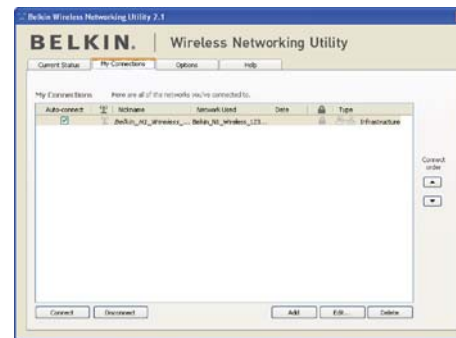 Belkin Wireless Networking Utility 2.1
BELKIN. Wireless Networking Utility
Current Status My Connections Options Help
My Connections Here are all of the networks you've connected to.
Auto-connect Nickname Network Used Date Type
Belkin_N1_Wireless_... Belkin_N1_Wireless_123... Infrastructure
Connect
order
Connect Disconnect Add Edit... Delete